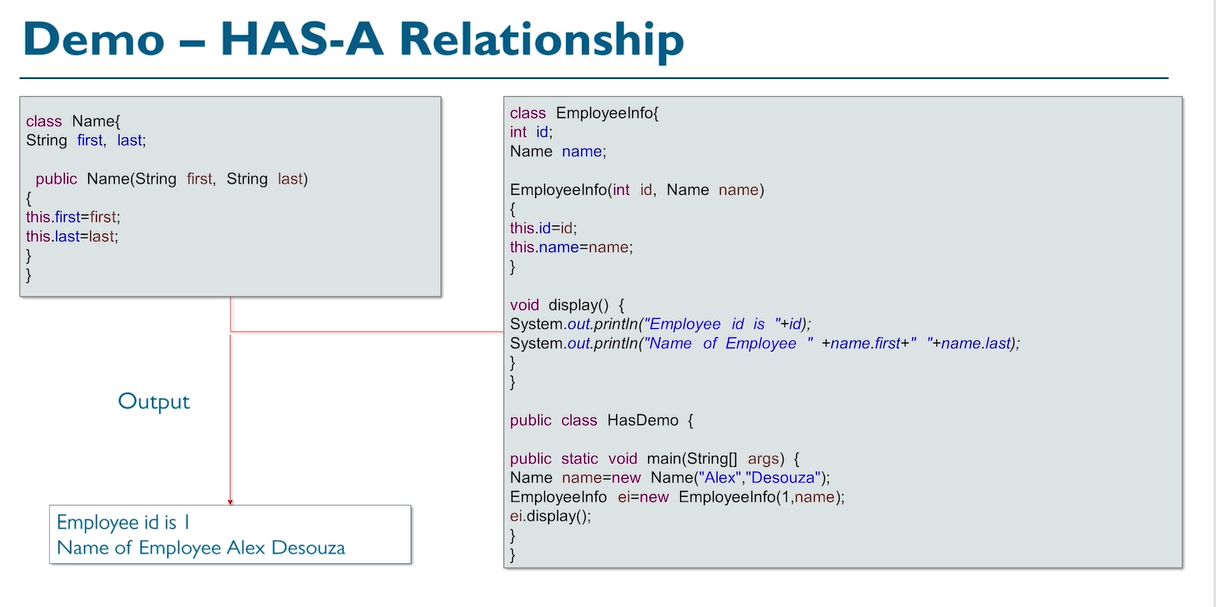 Demo – HAS-A Relationship
class Name{
String first, last;
public Name(String first, String last)
{
this.first=first;
this.last=last;
}
}
Output
Employee id is 1
Name of Employee Alex Desouza
class EmployeeInfo{
int id;
Name name;
EmployeeInfo(int id, Name name)
{
this.id=id;
this.name=name;
}
void display() {
System.out.println("Employee id is "+id);
System.out.println("Name of Employee " +name.first+" "+name.last);
}
}
public class HasDemo {
public static void main(String[] args) {
Name name=new Name("Alex","Desouza");
EmployeeInfo ei=new EmployeeInfo(1,name);
ei.display();
}
}